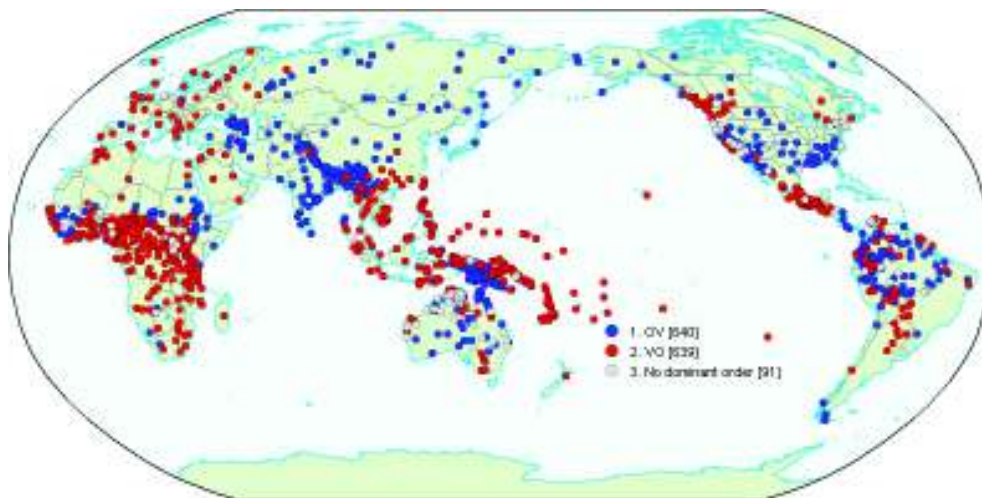 1. OV [640]
2. VO [639]
3. No dominant order [91]